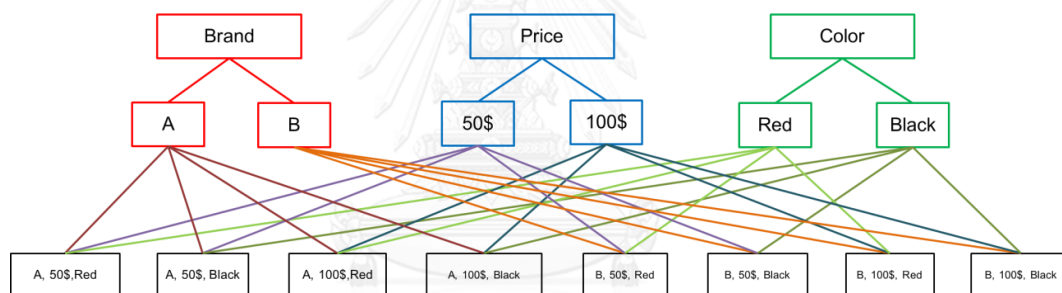 Brand
Price
Color
A
B
50$
100$
Red
Black
A, 50$,Red
A, 50$,Black
A, 100$,Red
A, 100$, Black
B, 50$, Red
B, 50$, Black
B, 100$, Red
B, 100$, Black